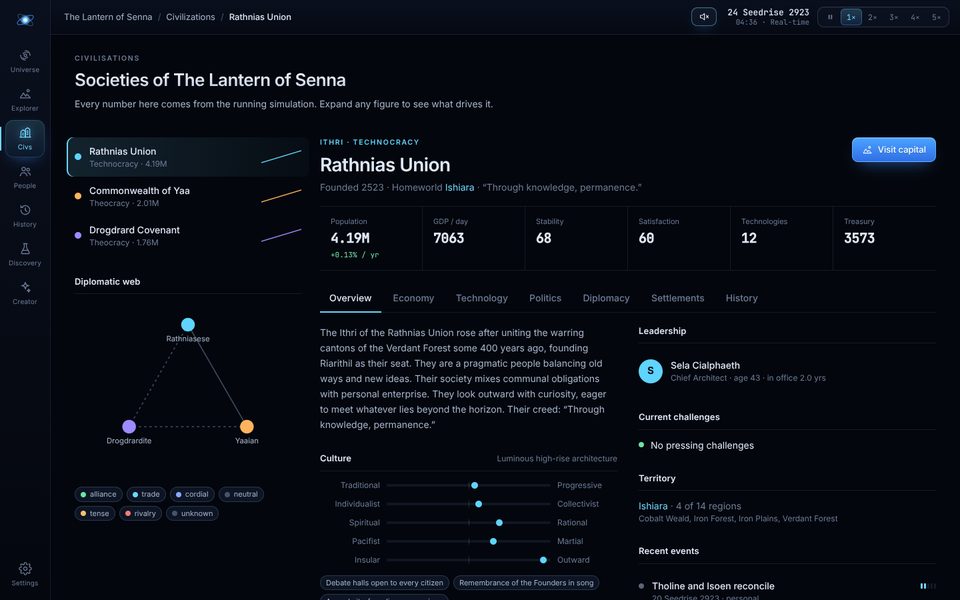 The Lantern of Senna / Civilizations / Rathnias Union
24 Seedrise 2923
04:36 · Real-time
1× 2× 3× 4× 5×
Universe
Explorer
Civs
People
History
Discovery
Creator
Settings
CIVILISATIONS
Societies of The Lantern of Senna
Every number here comes from the running simulation. Expand any figure to see what drives it.
Rathnias Union
Technocracy · 4.19M
Commonwealth of Yaa
Theocracy · 2.01M
Drogdrard Covenant
Theocracy · 1.76M
Diplomatic web
Rathniasese
Drogdrardite
Yaaian
alliance trade cordial neutral
tense rivalry unknown
ITHRI · TECHNOCRACY
Rathnias Union
Founded 2523 · Homeworld Ishiara · “Through knowledge, permanence.”
Visit capital
Population GDP / day Stability Satisfaction Technologies Treasury
4.19M 7063 68 60 12 3573
+0.13% / yr
Overview Economy Technology Politics Diplomacy Settlements History
The Ithri of the Rathnias Union rose after uniting the warring
cantons of the Verdant Forest some 400 years ago, founding
Riarithil as their seat. They are a pragmatic people balancing old
ways and new ideas. Their society mixes communal obligations
with personal enterprise. They look outward with curiosity, eager
to meet whatever lies beyond the horizon. Their creed: “Through
knowledge, permanence.”
Culture Luminous high-rise architecture
Traditional Progressive
Individualist Collectivist
Spiritual Rational
Pacifist Martial
Insular Outward
Debate halls open to every citizen Remembrance of the Founders in song
Leadership
S
Sela Cialphaeth
Chief Architect · age 43 · in office 2.0 yrs
Current challenges
No pressing challenges
Territory
Ishiara · 4 of 14 regions
Cobalt Weald, Iron Forest, Iron Plains, Verdant Forest
Recent events
Tholine and Isoen reconcile
20 Seedrise 2923 · personal